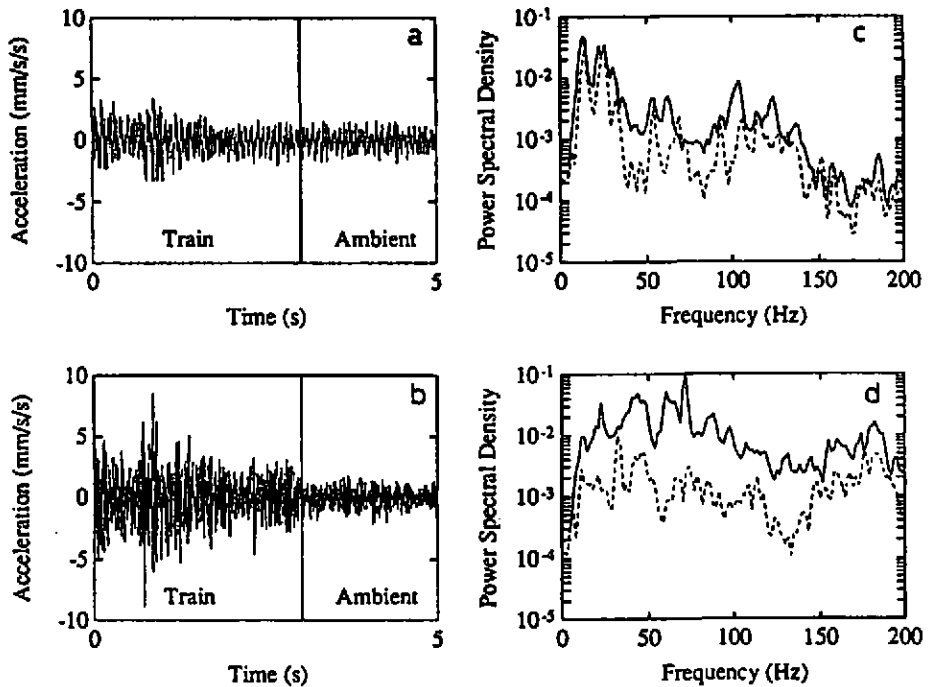 a
Acceleration (mm/s/s)
10
5
0
-5
-10
Train
Ambient
0
5
Time (s)
c
Power Spectral Density
10-1
10-2
10-3
10-4
10-5
0
50
100
150
200
Frequency (Hz)
b
Acceleration (mm/s/s)
10
5
0
-5
-10
Train
Ambient
0
5
Time (s)
d
Power Spectral Density
10-1
10-2
10-3
10-4
10-5
0
50
100
150
200
Frequency (Hz)